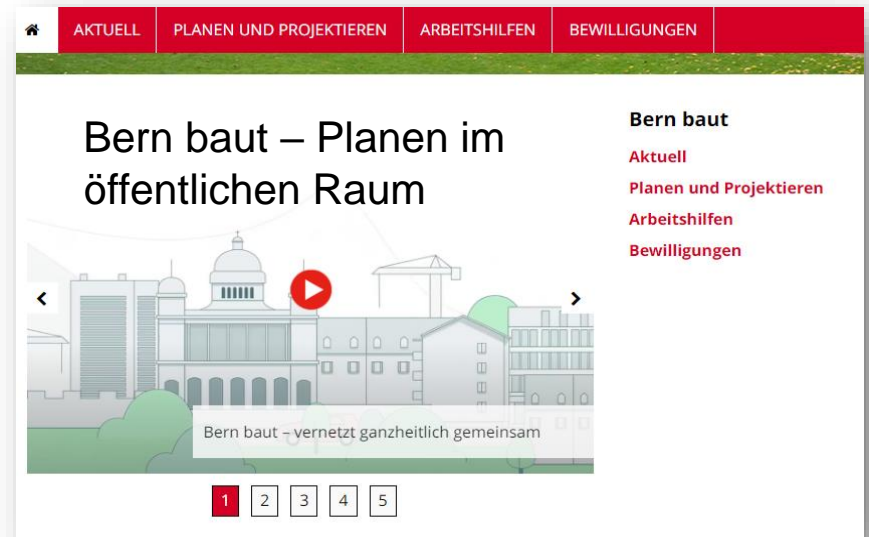 AKTUELL PLANEN UND PROJEKTIEREN ARBEITSHILFEN BEWILLIGUNGEN
Bern baut – Planen im
öffentlichen Raum
Bern baut – vernetzt ganzheitlich gemeinsam
1 2 3 4 5
Bern baut
Aktuell
Planen und Projektieren
Arbeitshilfen
Bewilligungen